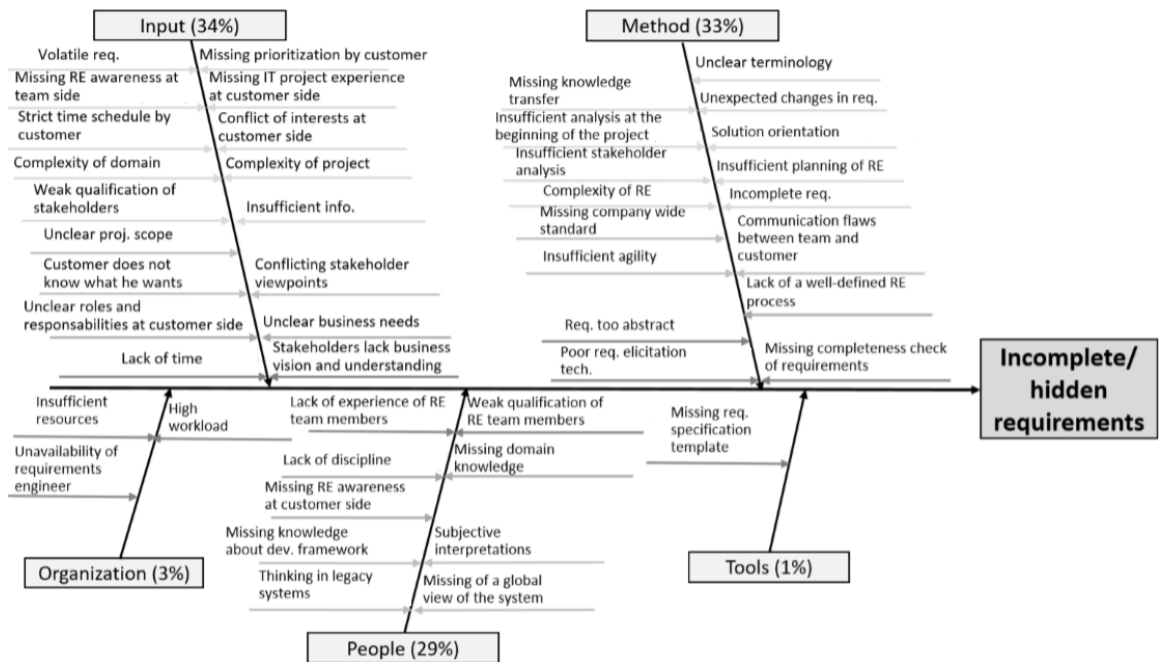 Input (34%)
Volatile req.
Missing prioritization by customer
Missing RE awareness at
team side
Missing IT project experience
at customer side
Strict time schedule by
customer
Conflict of interests at
customer side
Complexity of domain
Complexity of project
Weak qualification of
stakeholders
Insufficient info.
Unclear proj. scope
Customer does not
know what he wants
Conflicting stakeholder
viewpoints
Unclear roles and
responsabilities at customer side
Unclear business needs
Lack of time
Stakeholders lack business
vision and understanding
Method (33%)
Unclear terminology
Missing knowledge
transfer
Unexpected changes in req.
Insufficient analysis at the
beginning of the project
Solution orientation
Insufficient stakeholder
analysis
Insufficient planning of RE
Complexity of RE
Incomplete req.
Missing company wide
standard
Communication flaws
between team and
customer
Insufficient agility
Lack of a well-defined RE
process
Req. too abstract
Poor req. elicitation
tech.
Missing completeness check
of requirements
Incomplete/
hidden
requirements
Insufficient
resources
High
workload
Unavailability of
requirements
engineer
Organization (3%)
Lack of experience of RE
team members
Weak qualification of
RE team members
Lack of discipline
Missing domain
knowledge
Missing RE awareness
at customer side
Missing knowledge
about dev. framework
Subjective
interpretations
Thinking in legacy
systems
Missing of a global
view of the system
People (29%)
Missing req.
specification
template
Tools (1%)